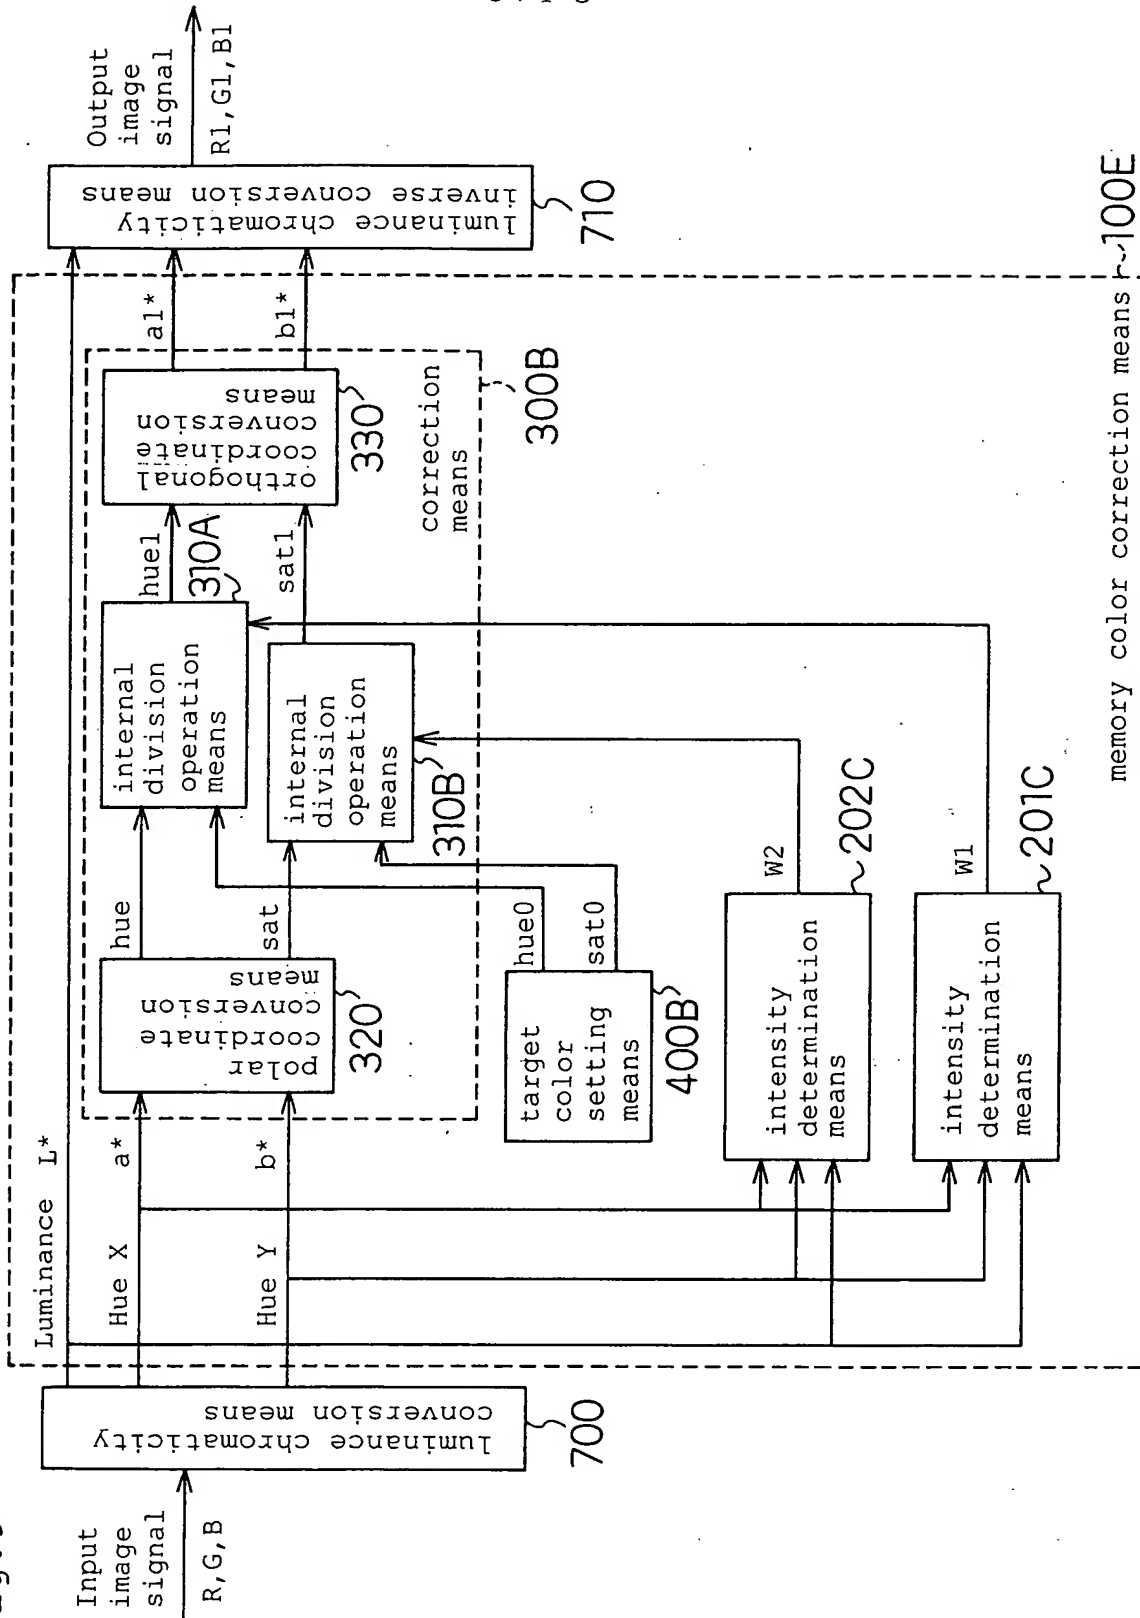 Input
image
signal
R,G,B
luminance chromaticity
conversion means
700
Luminance L*
Hue X a*
Hue Y b*
polar
coordinate
conversion
means
320
hue
sat
target
color
setting
means
400B
hue0
sat0
internal
division
operation
means
310A
internal
division
operation
means
310B
hue1
sat1
orthogonal
coordinate
conversion
means
330
correction
means
300B
a1*
b1*
intensity
determination
means
202C
W2
intensity
determination
means
201C
W1
memory color correction means
100E
luminance chromaticity
inverse conversion means
710
Output
image
signal
R1,G1,B1